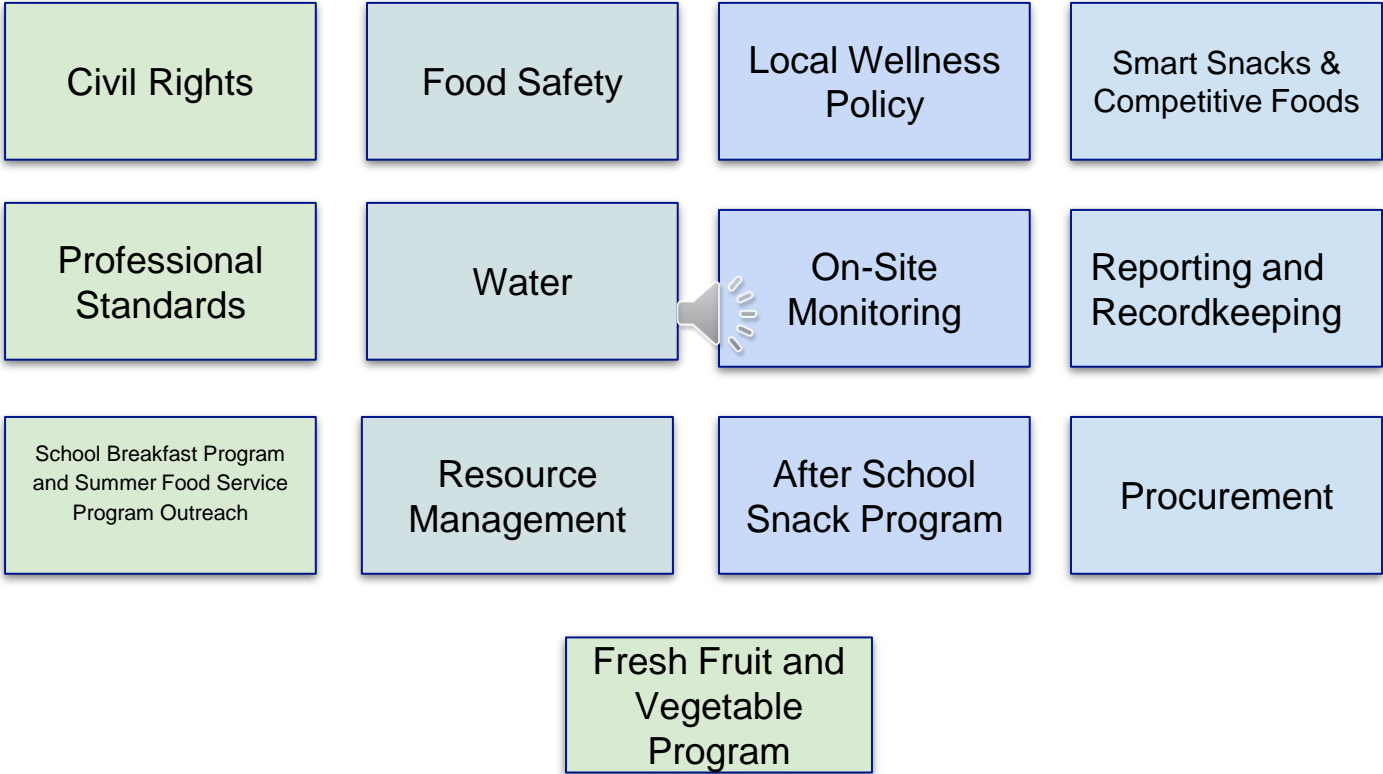 Civil Rights
Food Safety
Local Wellness
Policy
Smart Snacks &
Competitive Foods
Professional
Standards
Water
On-Site
Monitoring
Reporting and
Recordkeeping
School Breakfast Program
and Summer Food Service
Program Outreach
Resource
Management
After School
Snack Program
Procurement
Fresh Fruit and
Vegetable
Program